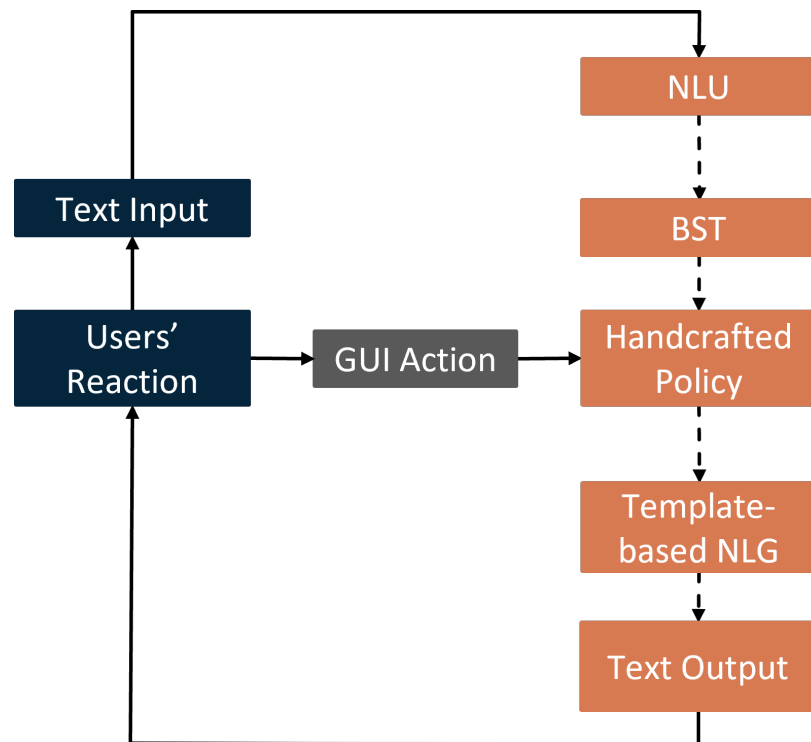 NLU
Text Input
BST
Users'
Reaction
GUI Action
Handcrafted
Policy
Template-
based NLG
Text Output